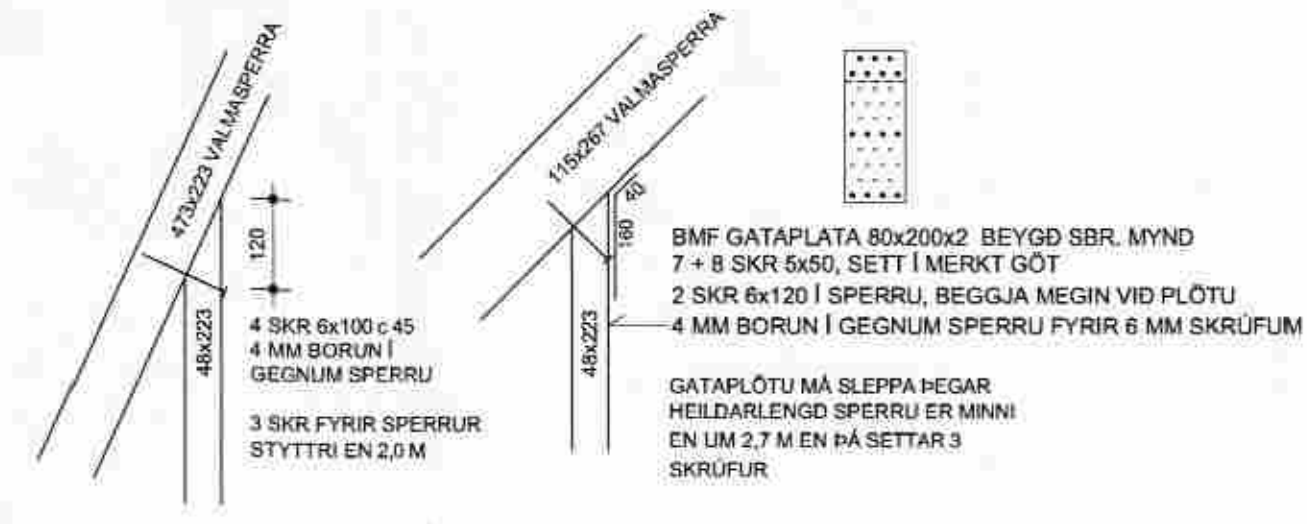 473x223 VALMASPERRA
120
48x223
4 SKR 6x100 c 45
4 MM BORUN Í
GEGNUM SPERRU
3 SKR FYRIR SPERRUR
STYTTRI EN 2,0 M
115x267 VALMASPERRA
40
160
48x223
BMF GATAPLATA 80x200x2 BEYGÐ SBR. MYND
7 + 8 SKR 5x50, SETT Í MERKT GÖT
2 SKR 6x120 Í SPERRU, BEGGJA MEGIN VIÐ PLÖTU
4 MM BORUN Í GEGNUM SPERRU FYRIR 6 MM SKRÚFUM
GATAPLÖTU MÁ SLEPPA ÞEGAR
HEILDARLENGD SPERRU ER MINNI
EN UM 2,7 M EN ÞÁ SETTAR 3
SKRÚFUR